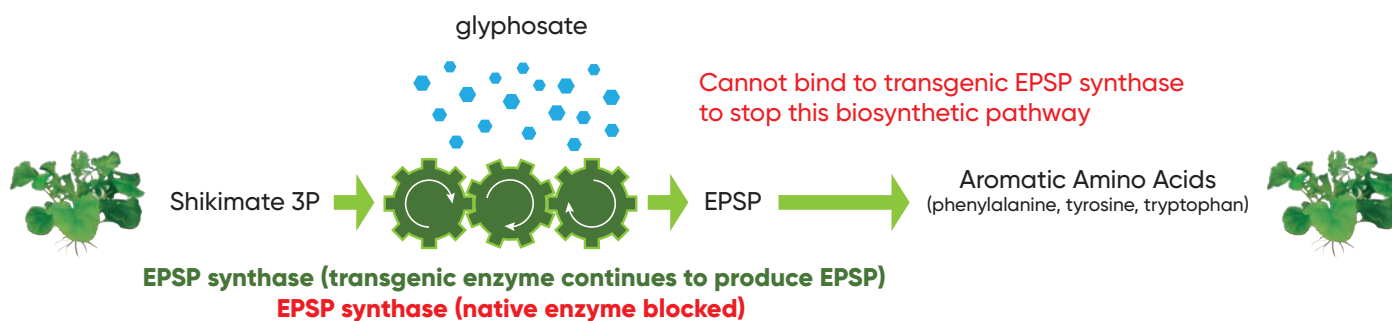 glyphosate
Cannot bind to transgenic EPSP synthase
to stop this biosynthetic pathway
Shikimate 3P
EPSP
Aromatic Amino Acids
(phenylalanine, tyrosine, tryptophan)
EPSP synthase (transgenic enzyme continues to produce EPSP)
EPSP synthase (native enzyme blocked)